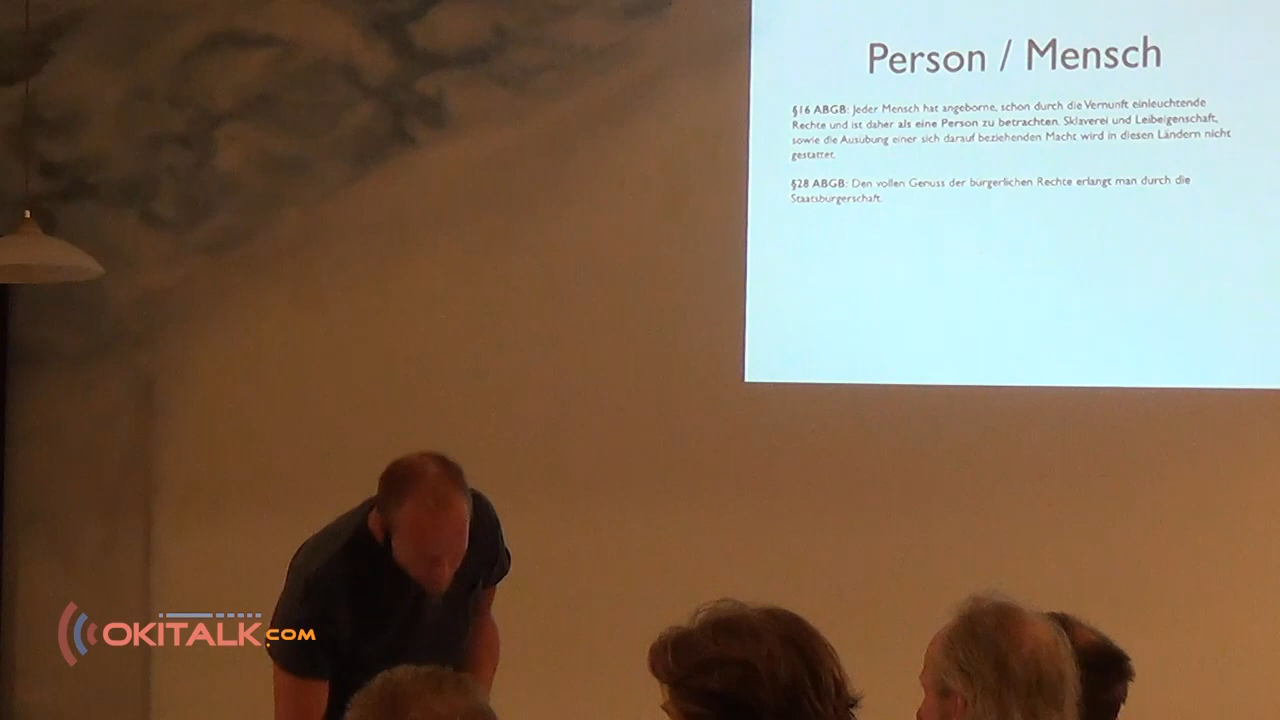 Person / Mensch
§16 ABGB: Jeder Mensch hat angeborne, schon durch die Vernunft einleuchtende
Rechte und ist daher als eine Person zu betrachten. Sklaverei und Leibeigenschaft,
sowie die Ausübung einer sich darauf beziehenden Macht wird in diesen Ländern nicht
gestattet.
§28 ABGB: Den vollen Genuss der bürgerlichen Rechte erlangt man durch die
Staatsbürgerschaft.
OKITALK.COM